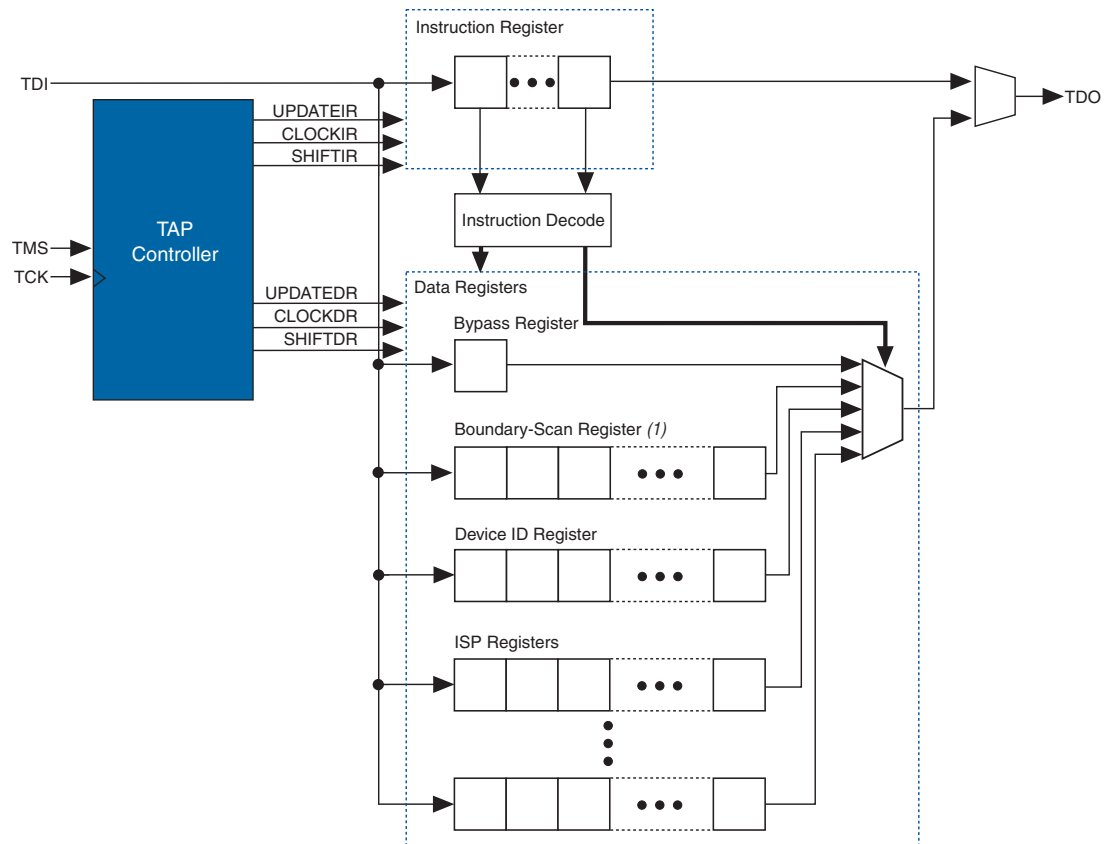 Instruction Register
TDI
TDO
UPDATEIR
CLOCKIR
SHIFTIR
TAP
Controller
Instruction Decode
TMS
TCK
Data Registers
UPDATEDR
CLOCKDR
SHIFTDR
Bypass Register
Boundary-Scan Register (1)
Device ID Register
ISP Registers